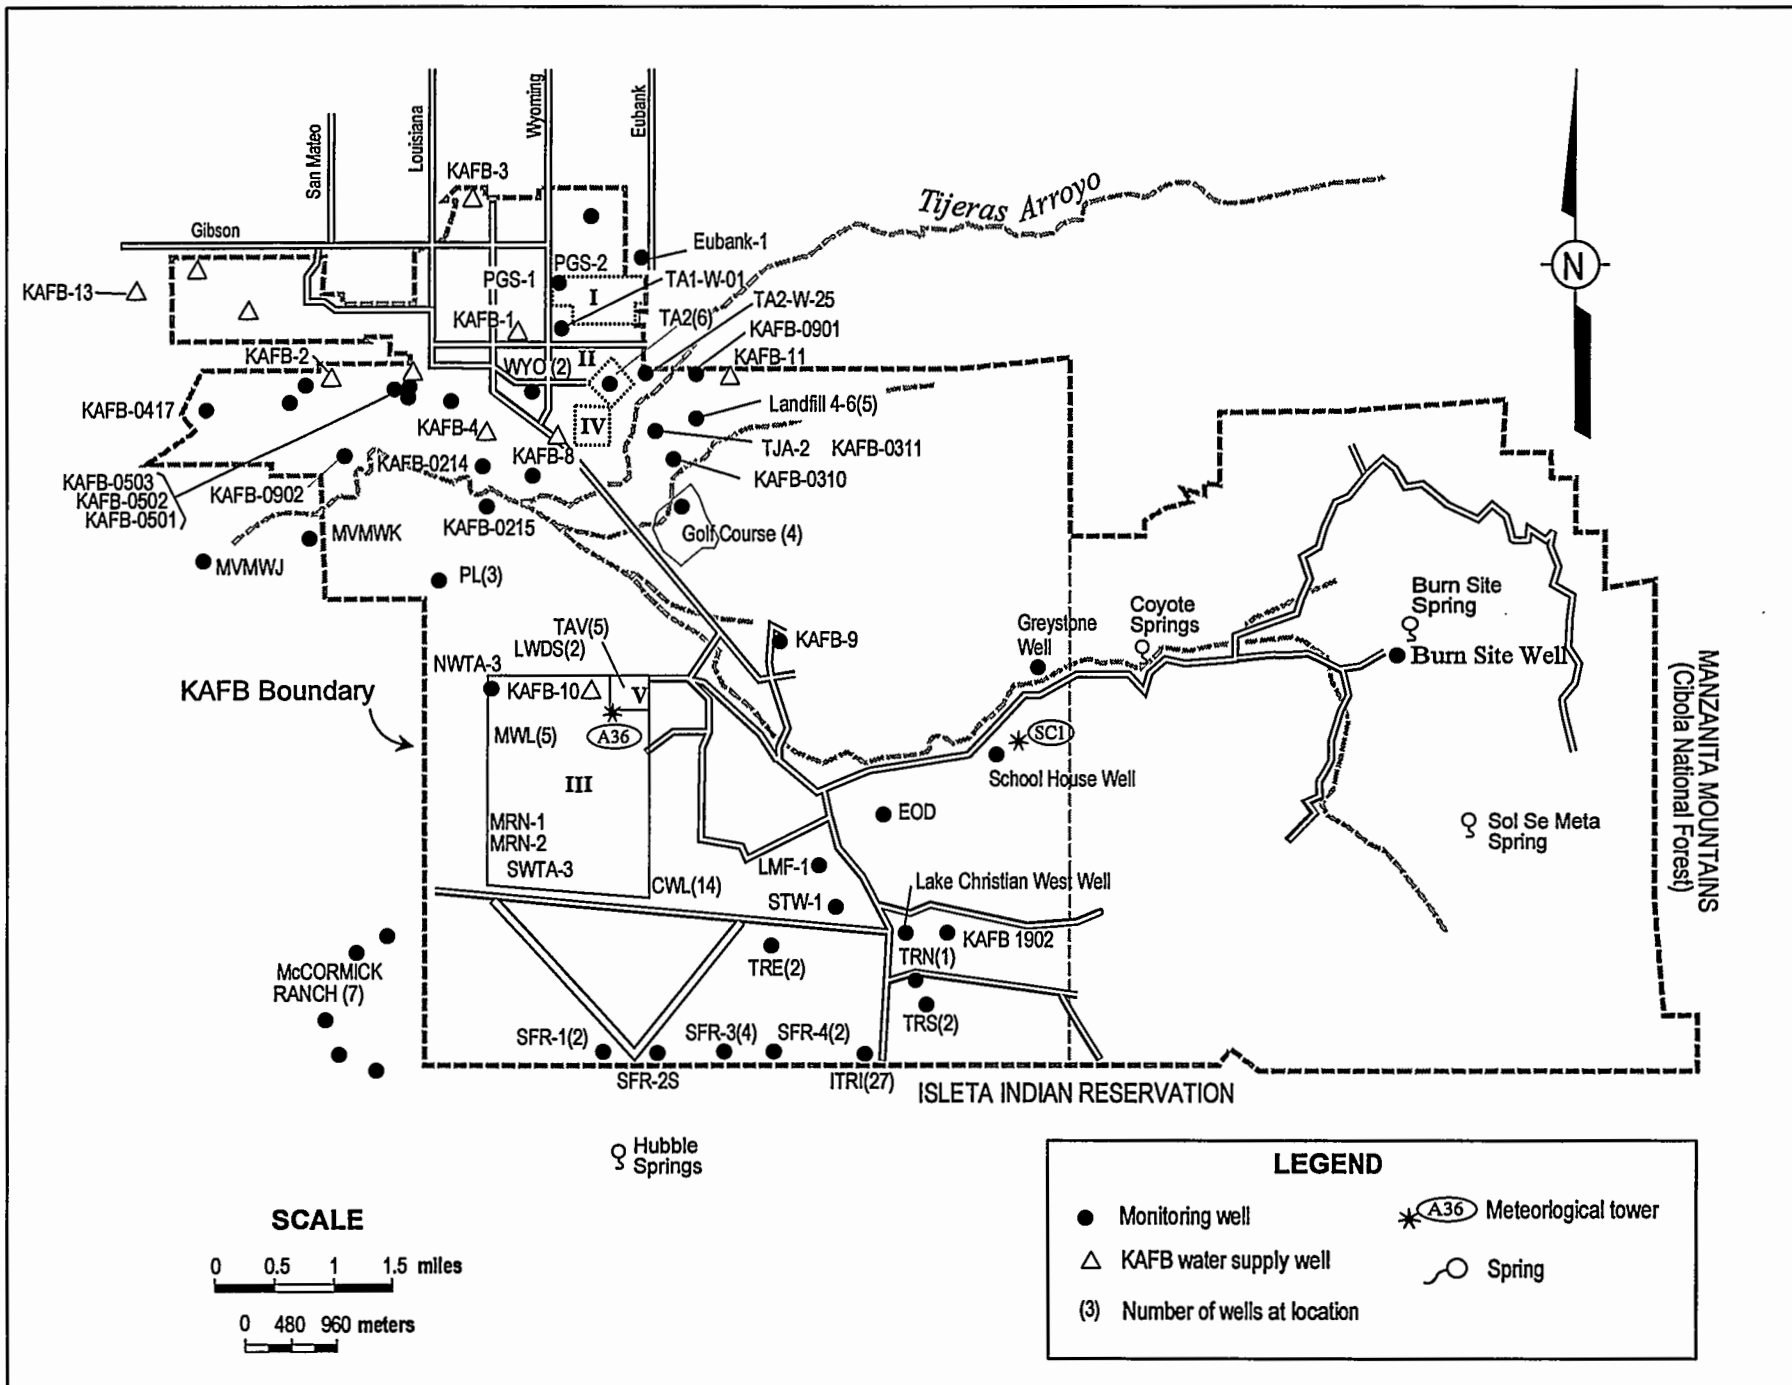 San Mateo
Louisiana
Wyoming
Eubank
KAFB-3
Tijeras Arroyo
Gibson
Eubank-1
PGS-2
PGS-1
TA1-W-01
N
KAFB-13
I
TA2-W-25
KAFB-1
TA2(6)
KAFB-0901
KAFB-2
II
KAFB-11
WYO (2)
KAFB-0417
Landfill 4-6(5)
KAFB-4
IV
TJA-2 KAFB-0311
KAFB-8
KAFB-0214
KAFB-0310
KAFB-0503
KAFB-0502
KAFB-0501
KAFB-0902
KAFB-0215
Golf Course (4)
MVMWK
MVMWJ
PL(3)
Burn Site
Spring
Coyote
Springs
Greystone
Well
TAV(5)
LWDS(2)
KAFB-9
Burn Site Well
NWTA-3
KAFB-10
V
KAFB Boundary
MWL(5)
A36
SC1
School House Well
III
MANZANITA MOUNTAINS
(Cibola National Forest)
EOD
Sol Se Meta
Spring
MRN-1
MRN-2
SWTA-3
LMF-1
CWL(14)
Lake Christian West Well
STW-1
KAFB 1902
TRE(2)
TRN(1)
McCORMICK
RANCH (7)
TRS(2)
SFR-1(2)
SFR-3(4)
SFR-4(2)
SFR-2S
ITRI(27)
ISLETA INDIAN RESERVATION
Hubble
Springs
SCALE
0 0.5 1 1.5 miles
0 480 960 meters
LEGEND
Monitoring well
A36 Meteorlogical tower
KAFB water supply well
Spring
(3) Number of wells at location